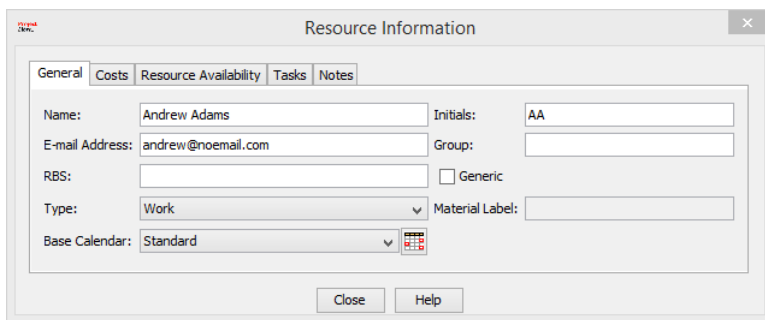 Resource Information
General Costs Resource Availability Tasks Notes
Name: Andrew Adams Initials: AA
E-mail Address: andrew@noemail.com Group:
RBS: Generic
Type: Work Material Label:
Base Calendar: Standard
Close Help